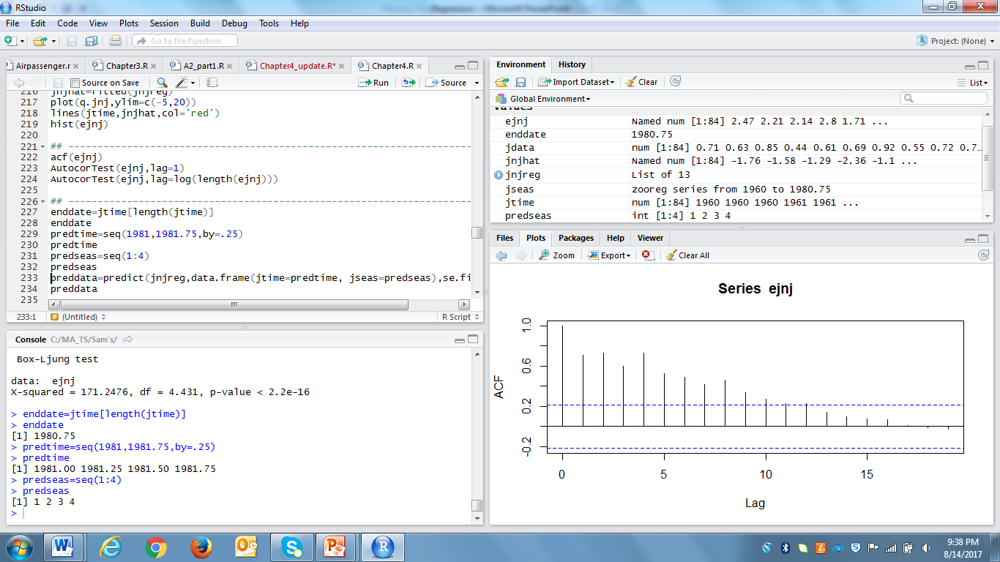 RStudio
Regression - Microsoft PowerPoint
File Edit Code View Plots Session Build Debug Tools Help
Go to file/function
Project: (None)
Airpassenger.r Chapter3.R A2_part1.R Chapter4_update.R* Chapter4.R
Source on Save Run Source
216 jnjhat=fitted(jnjreg)
217 plot(q.jnj,ylim=c(-5,20))
218 lines(jtime,jnjhat,col='red')
219 hist(ejnj)
220
221 ## ----------------------------------------------------------------------
222 acf(ejnj)
223 AutocorTest(ejnj,lag=1)
224 AutocorTest(ejnj,lag=log(length(ejnj)))
225
226 ## ----------------------------------------------------------------------
227 enddate=jtime[length(jtime)]
228 enddate
229 predtime=seq(1981,1981.75,by=.25)
230 predtime
231 predseas=seq(1:4)
232 predseas
233 preddata=predict(jnjreg,data.frame(jtime=predtime, jseas=predseas),se.fi
234 preddata
235
233:1 # (Untitled) R Script
Console C:/MA_TS/Sam's/
Box-Ljung test
data: ejnj
X-squared = 171.2476, df = 4.431, p-value < 2.2e-16
> enddate=jtime[length(jtime)]
> enddate
[1] 1980.75
> predtime=seq(1981,1981.75,by=.25)
> predtime
[1] 1981.00 1981.25 1981.50 1981.75
> predseas=seq(1:4)
> predseas
[1] 1 2 3 4
>
Environment History
Import Dataset Clear List
Global Environment
Values
ejnj Named num [1:84] 2.47 2.21 2.14 2.8 1.71 ...
enddate 1980.75
jdata num [1:84] 0.71 0.63 0.85 0.44 0.61 0.69 0.92 0.55 0.72 0.7…
jnjhat Named num [1:84] -1.76 -1.58 -1.29 -2.36 -1.1 ...
jnjreg List of 13
jseas zooreg series from 1960 to 1980.75
jtime num [1:84] 1960 1960 1960 1961 1961 ...
predseas int [1:4] 1 2 3 4
Files Plots Packages Help Viewer
Zoom Export Clear All
Series ejnj
ACF
1.0
0.6
0.2
-0.2
0 5 10 15
Lag
9:38 PM
8/14/2017